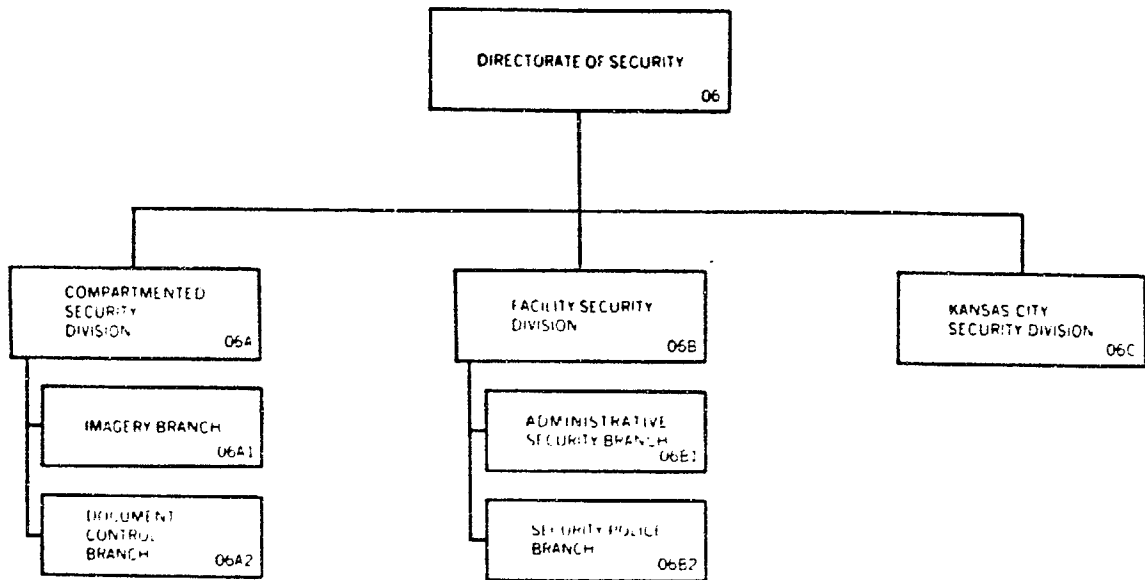 DIRECTORATE OF SECURITY
06
COMPARTMENTED
SECURITY
DIVISION
06A
IMAGERY BRANCH
06A1
DOCUMENT
CONTROL
BRANCH
06A2
FACILITY SECURITY
DIVISION
06B
ADMINISTRATIVE
SECURITY BRANCH
06B1
SECURITY POLICE
BRANCH
06B2
KANSAS CITY
SECURITY DIVISION
06C